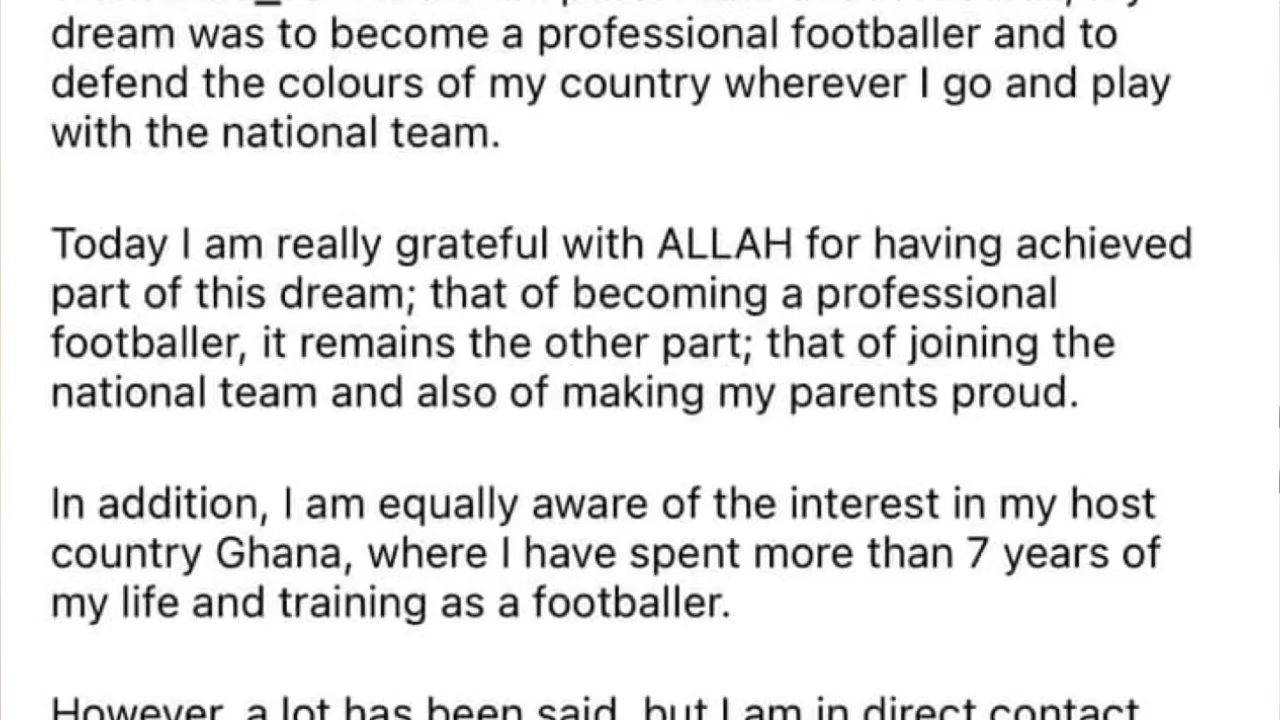 dream was to become a professional footballer and to
defend the colours of my country wherever I go and play
with the national team.
Today I am really grateful with ALLAH for having achieved
part of this dream; that of becoming a professional
footballer, it remains the other part; that of joining the
national team and also of making my parents proud.
In addition, I am equally aware of the interest in my host
country Ghana, where I have spent more than 7 years of
my life and training as a footballer.
However, a lot has been said, but I am in direct contact